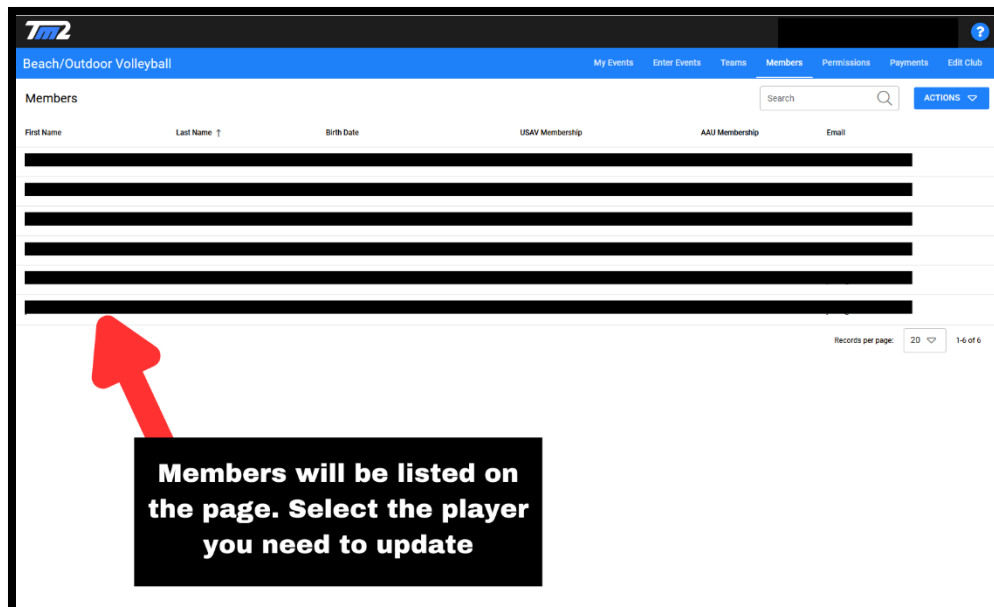 Tm2
?
Beach/Outdoor Volleyball
My Events Enter Events Teams Members Permissions Payments Edit Club
Members
Search
ACTIONS
First Name Last Name ↑ Birth Date USAV Membership AAU Membership Email
Records per page: 20 1-6 of 6
Members will be listed on
the page. Select the player
you need to update